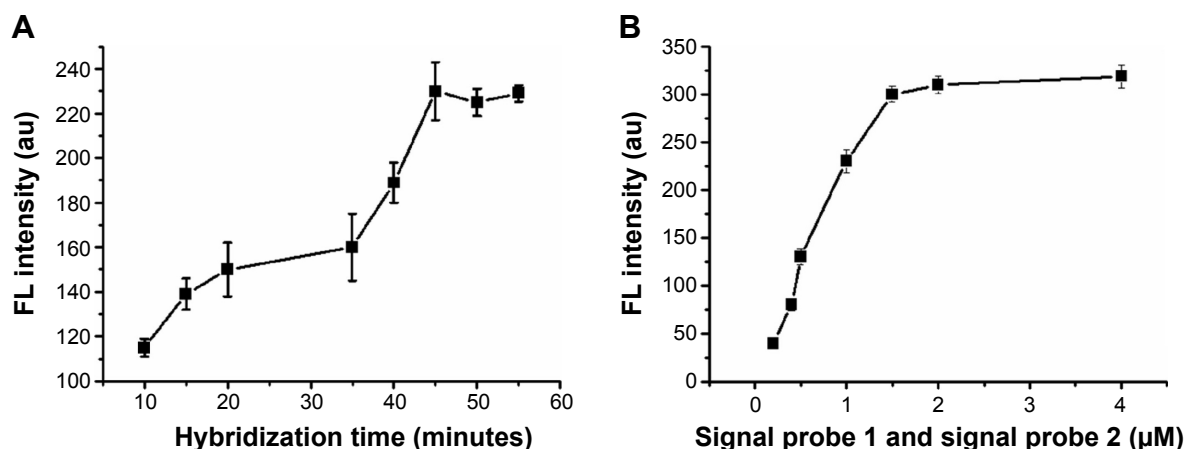 A
FL intensity (au)
240
220
200
180
160
140
120
100
10 20 30 40 50 60
Hybridization time (minutes)
B
FL intensity (au)
350
300
250
200
150
100
50
0
0 1 2 3 4
Signal probe 1 and signal probe 2 (µM)